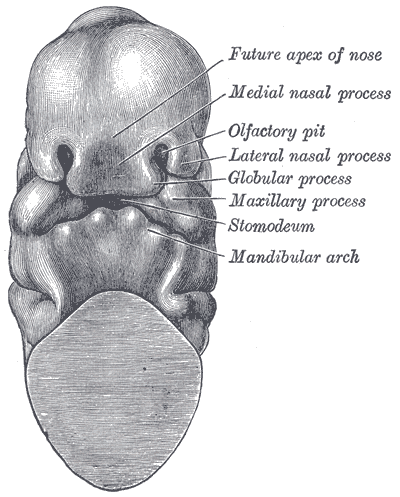 Future apex of nose
Medial nasal process
Olfactory pit
Lateral nasal process
Globular process
Maxillary process
Stomodeum
Mandibular arch